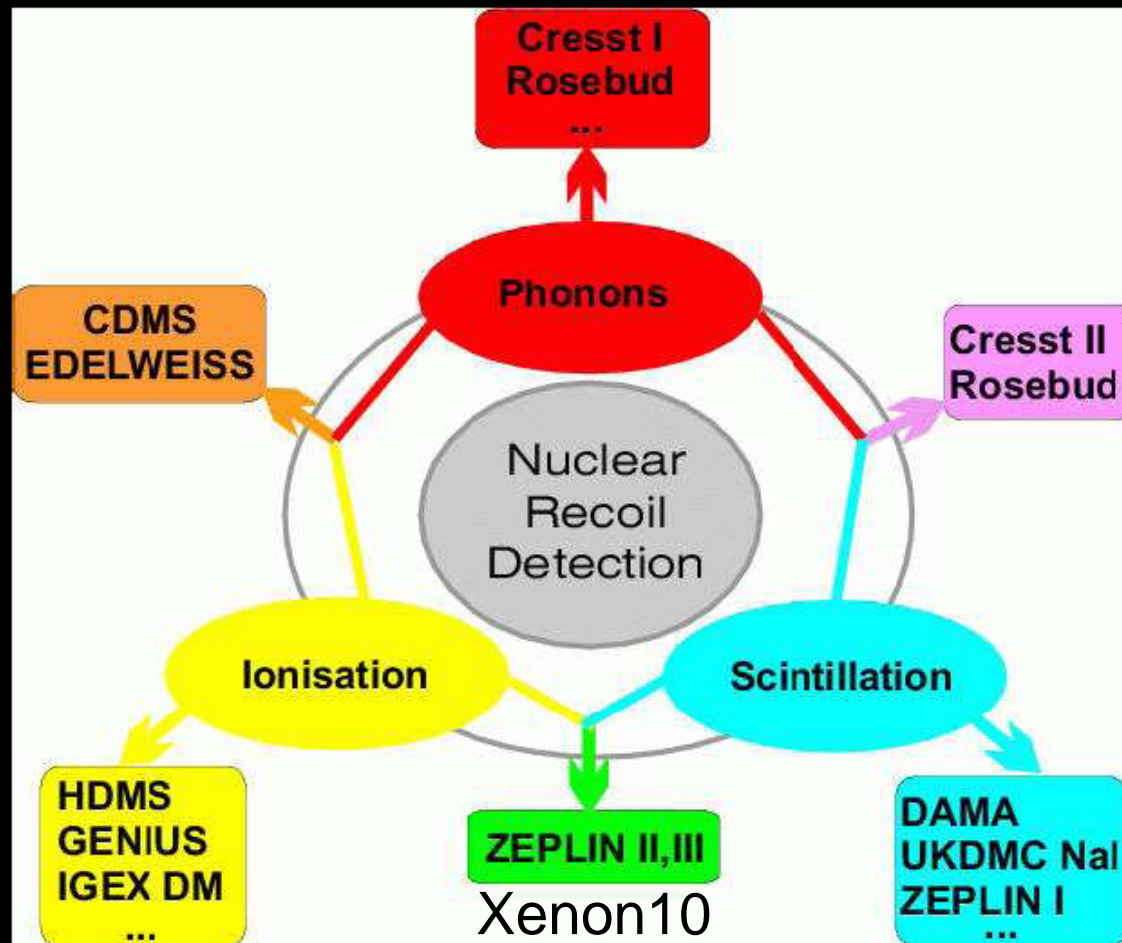 Cresst I
Rosebud
...
Phonons
CDMS
EDELWEISS
Cresst II
Rosebud
Nuclear
Recoil
Detection
Ionisation
Scintillation
HDMS
GENIUS
IGEX DM
...
ZEPLIN II,III
Xenon10
DAMA
UKDMC NaI
ZEPLIN I
...